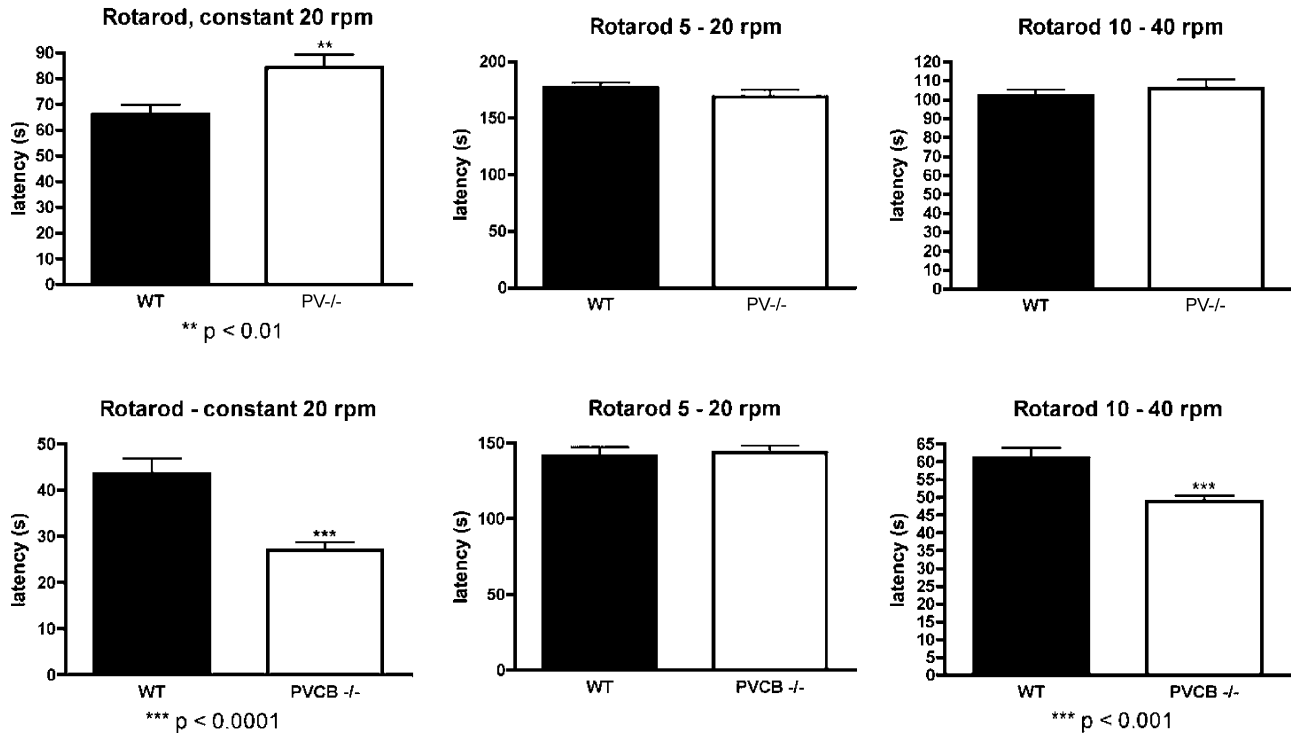 Rotarod, constant 20 rpm
**
90
80
70
60
50
40
30
20
10
0
latency (s)
WT
PV-/-
** p < 0.01
Rotarod 5 - 20 rpm
200
150
100
50
0
latency (s)
WT
PV-/-
Rotarod 10 - 40 rpm
120
110
100
90
80
70
60
50
40
30
20
10
0
latency (s)
WT
PV-/-
Rotarod - constant 20 rpm
50
40
30
20
10
0
latency (s)
***
WT
PVCB -/-
*** p < 0.0001
Rotarod 5 - 20 rpm
150
100
50
0
latency (s)
WT
PVCB -/-
Rotarod 10 - 40 rpm
65
60
55
50
45
40
35
30
25
20
15
10
5
0
latency (s)
***
WT
PVCB -/-
*** p < 0.001